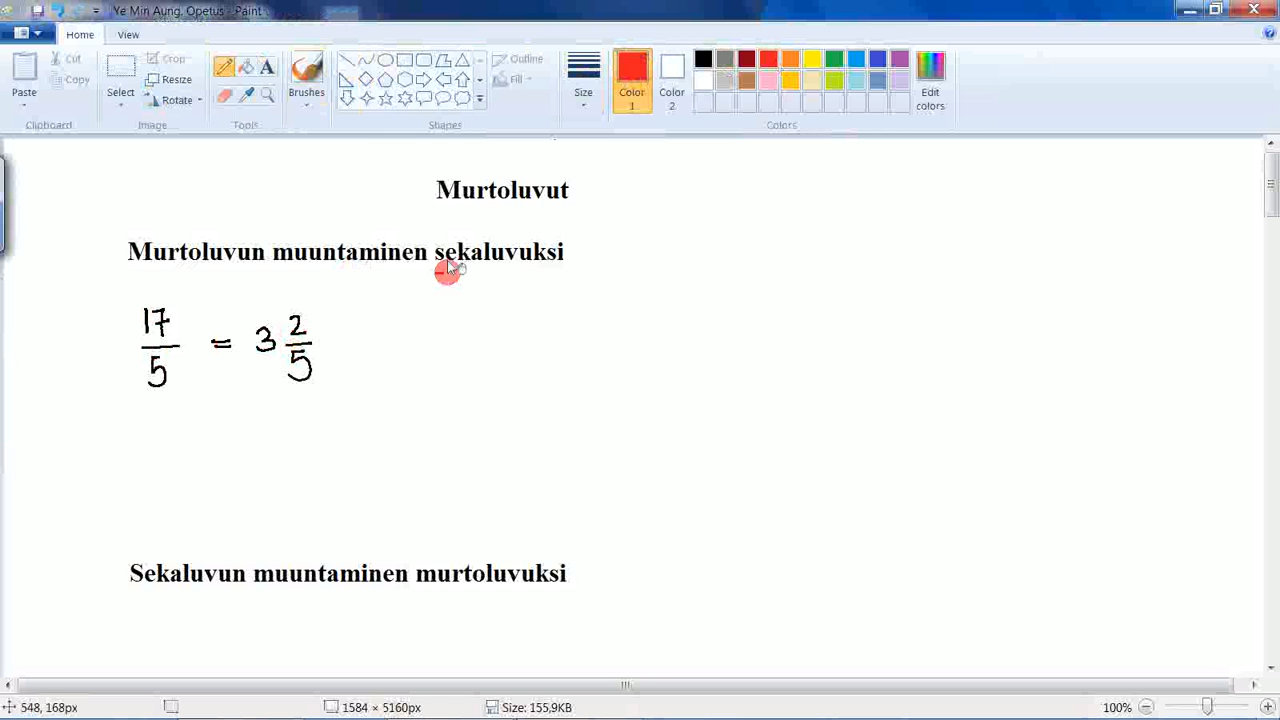 Ye Min Aung, Opetus - Paint
Home View
Paste Cut Copy Select Crop Resize Rotate A Brushes Outline Fill Size Color 1 Color 2 Edit colors
Clipboard Image Tools Shapes Colors
Murtoluvut
Murtoluvun muuntaminen sekaluvuksi
17/5 = 3 2/5
Sekaluvun muuntaminen murtoluvuksi
548, 168px 1584 × 5160px Size: 155,9KB 100%